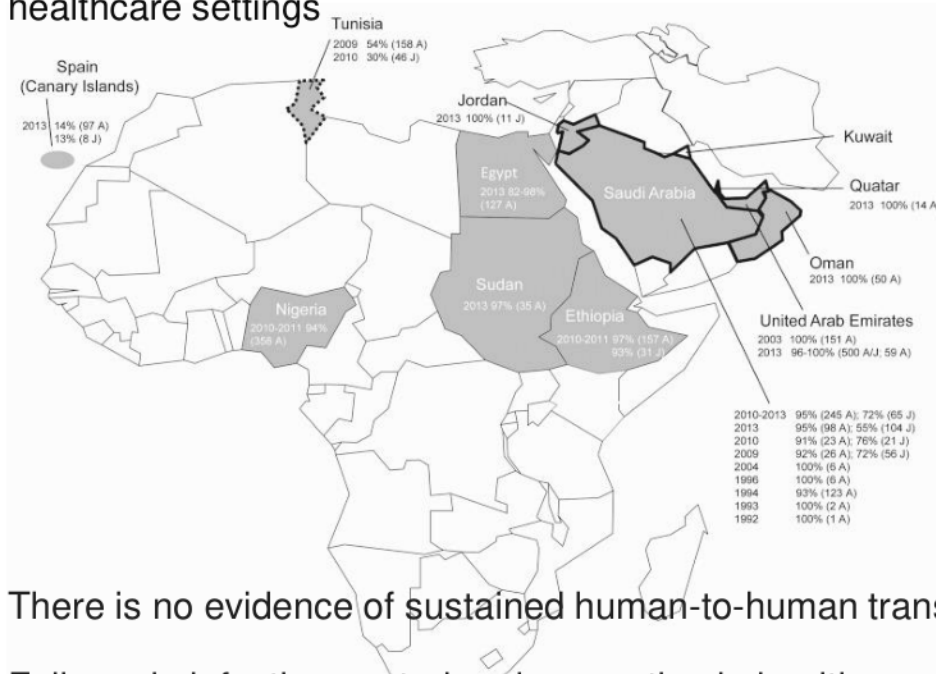 healthcare settings
Tunisia
2009 54% (158 A)
2010 30% (46 J)
Spain
(Canary Islands)
2013 14% (97 A)
13% (8 J)
Jordan
2013 100% (11 J)
Kuwait
Egypt
2013 82-98%
(127 A)
Saudi Arabia
Quatar
2013 100% (14 A
Oman
2013 100% (50 A)
Sudan
2013 97% (35 A)
Nigeria
2010-2011 94%
(358 A)
Ethiopia
2010-2011 97% (157 A)
93% (31 J)
United Arab Emirates
2003 100% (151 A)
2013 96-100% (500 A/J; 59 A)
2010-2013 95% (245 A); 72% (65 J)
2013 95% (98 A); 55% (104 J)
2010 91% (23 A); 76% (21 J)
2009 92% (26 A); 72% (56 J)
2004 100% (6 A)
1996 100% (6 A)
1994 93% (123 A)
1993 100% (2 A)
1992 100% (1 A)
There is no evidence of sustained human-to-human trans